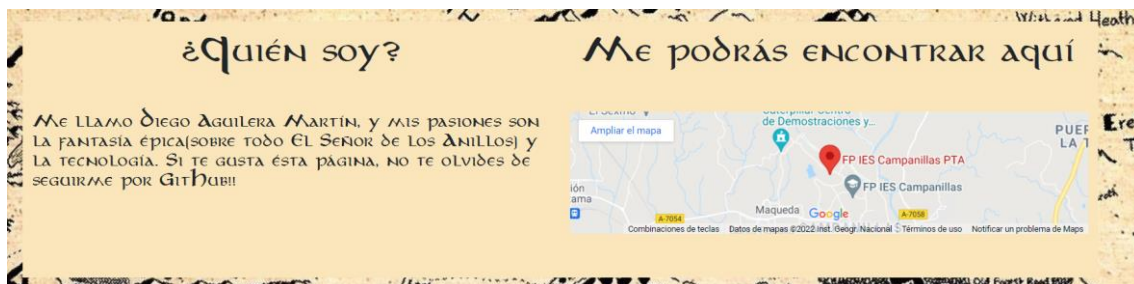 ¿Quién soy?
Me llamo Diego Aguilera Martín, y mis pasiones son
la fantasía épica(sobre todo El Señor de los Anillos) y
la tecnología. Si te gusta ésta página, no te olvides de
seguirme por GitHub!!
Me podrás encontrar aquí
Ampliar el mapa
de Demostraciones y...
FP IES Campanillas PTA
FP IES Campanillas
Maqueda
Google
A-7054
A-7058
Combinaciones de teclas
Datos de mapas ©2022 Inst. Geogr. Nacional
Términos de uso
Notificar un problema de Maps